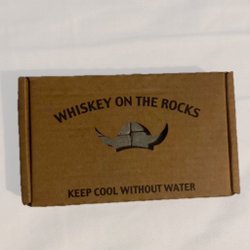 WHISKEY ON THE ROCKS
KEEP COOL WITHOUT WATER